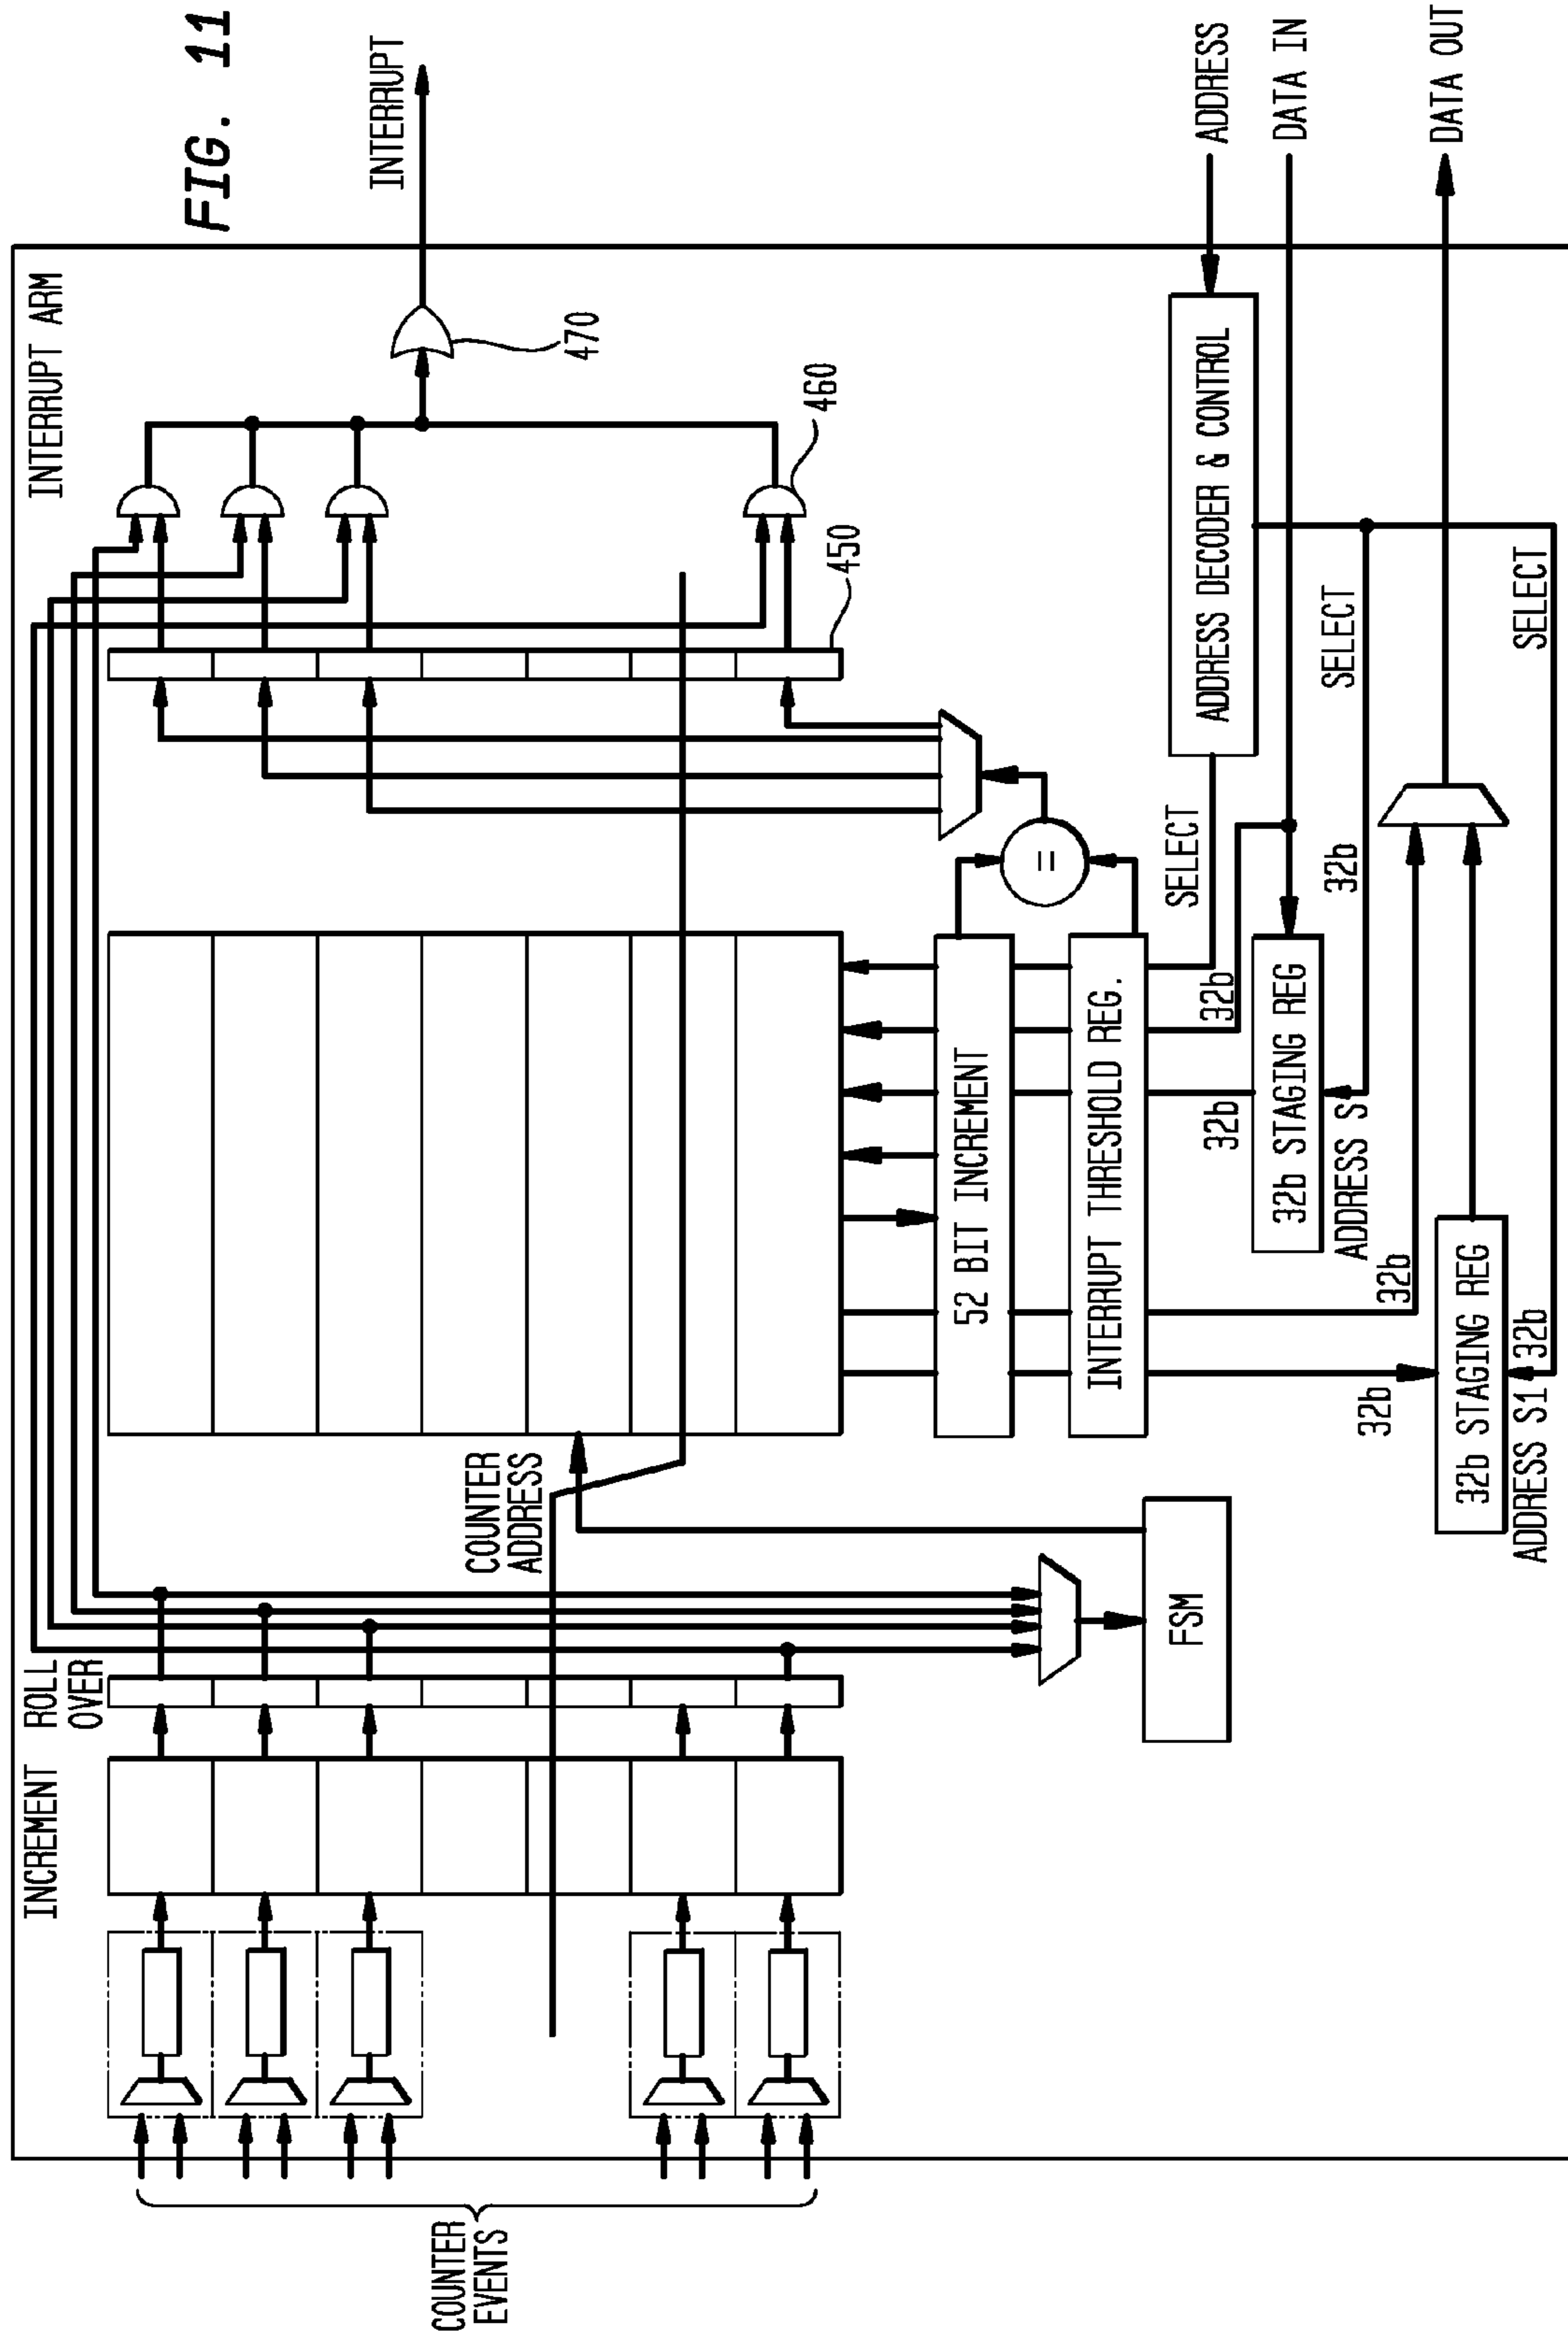 FIG. 11
INCREMENT
ROLL
OVER
INTERRUPT ARM
INTERRUPT
COUNTER
EVENTS
COUNTER
ADDRESS
470
460
450
=
52 BIT INCREMENT
INTERRUPT THRESHOLD REG.
FSM
SELECT
ADDRESS DECODER & CONTROL
ADDRESS
32b
32b
32b STAGING REG
DATA IN
ADDRESS S
32b
SELECT
32b
32b
32b STAGING REG
DATA OUT
ADDRESS S1
32b
SELECT